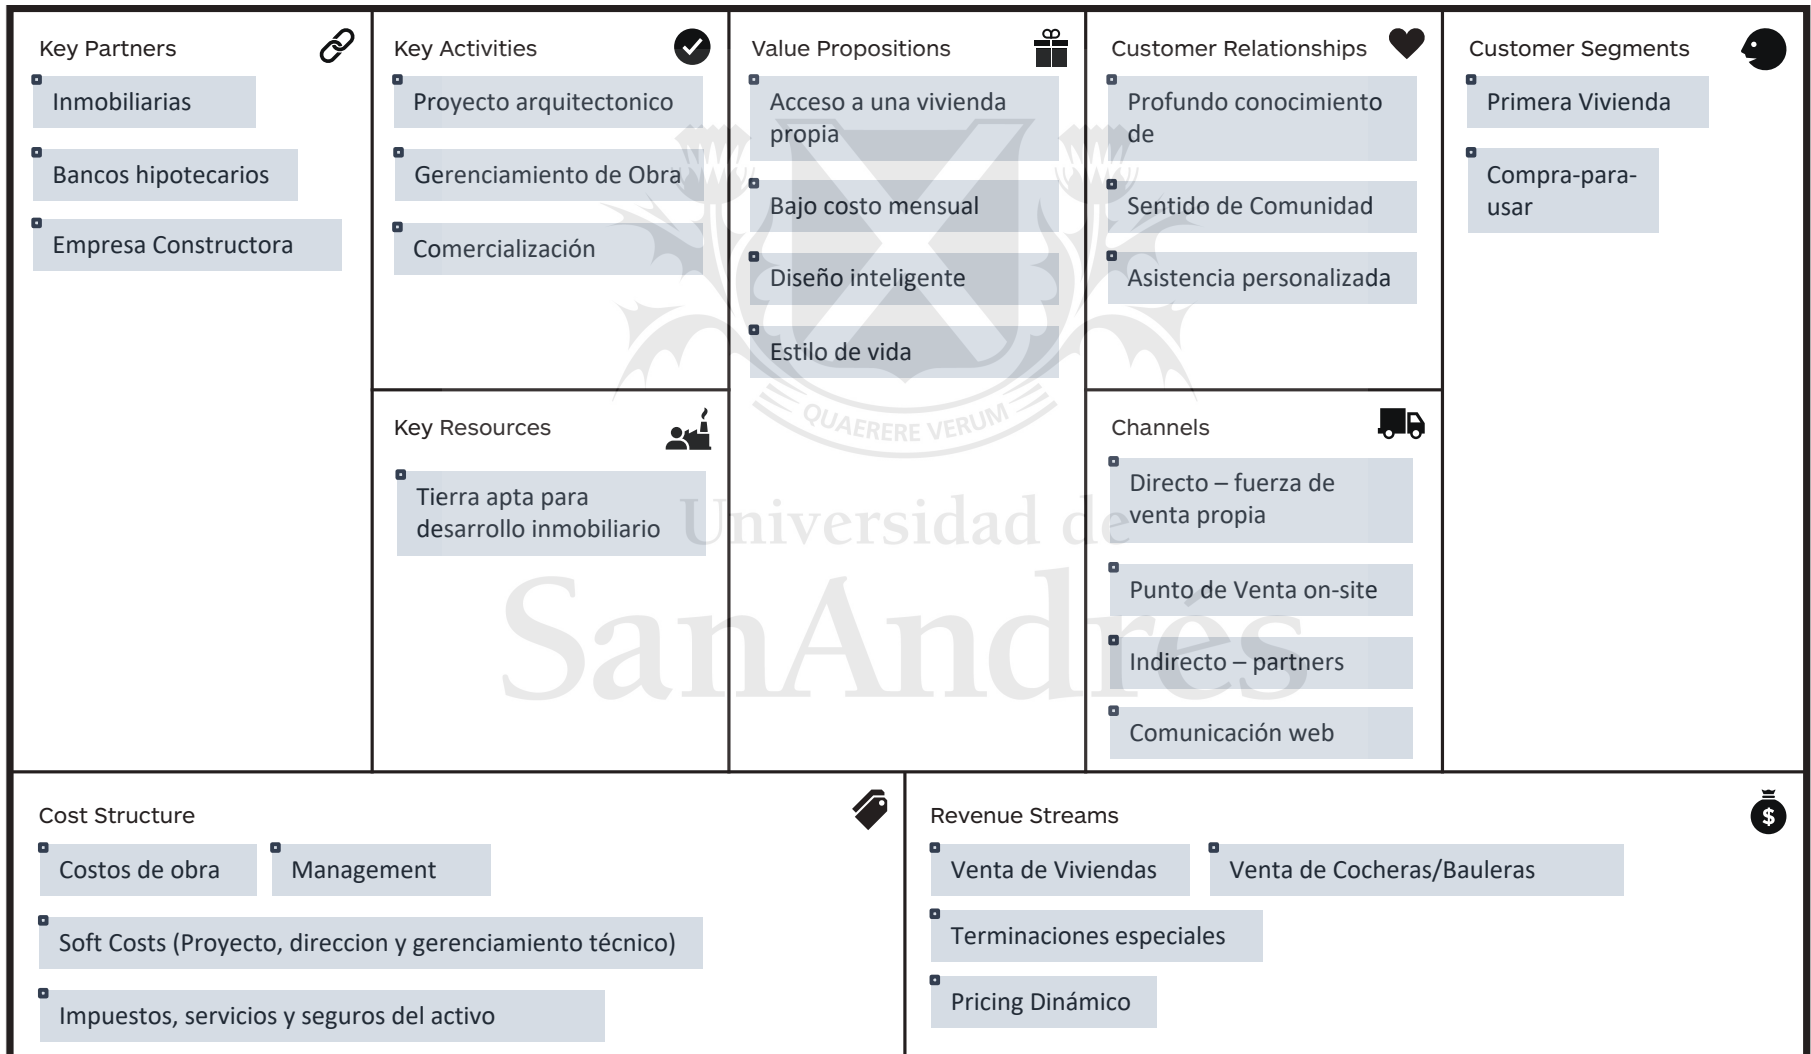 Key Partners
Inmobiliarias
Bancos hipotecarios
Empresa Constructora
Key Activities
Proyecto arquitectonico
Gerenciamiento de Obra
Comercialización
Key Resources
Tierra apta para
desarrollo inmobiliario
Value Propositions
Acceso a una vivienda
propia
Bajo costo mensual
Diseño inteligente
Estilo de vida
Customer Relationships
Profundo conocimiento
de
Sentido de Comunidad
Asistencia personalizada
Channels
Directo – fuerza de
venta propia
Punto de Venta on-site
Indirecto – partners
Comunicación web
Customer Segments
Primera Vivienda
Compra-para-
usar
Cost Structure
Costos de obra
Management
Soft Costs (Proyecto, direccion y gerenciamiento técnico)
Impuestos, servicios y seguros del activo
Revenue Streams
Venta de Viviendas
Venta de Cocheras/Bauleras
Terminaciones especiales
Pricing Dinámico
$
QUAERERE VERUM
Universidad de
SanAndrés